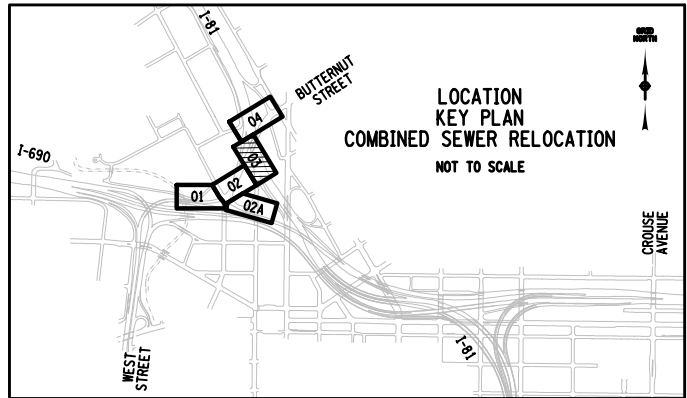 I-81
BUTTERNUT
STREET
GRID
NORTH
LOCATION
KEY PLAN
COMBINED SEWER RELOCATION
NOT TO SCALE
I-690
04
03
02
01
02A
CROUSE
AVENUE
WEST
STREET
I-81